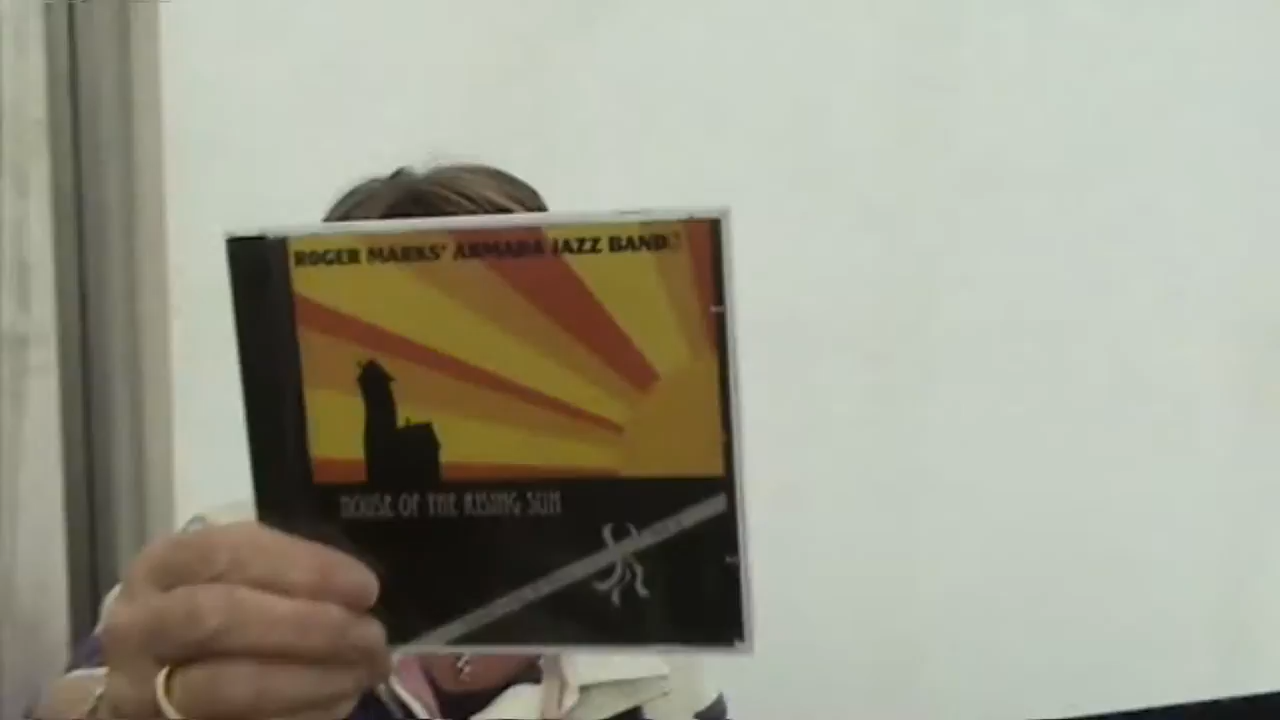 ROGER MARKS' ARMADA JAZZ BAND
HOUSE OF THE RISING SUN